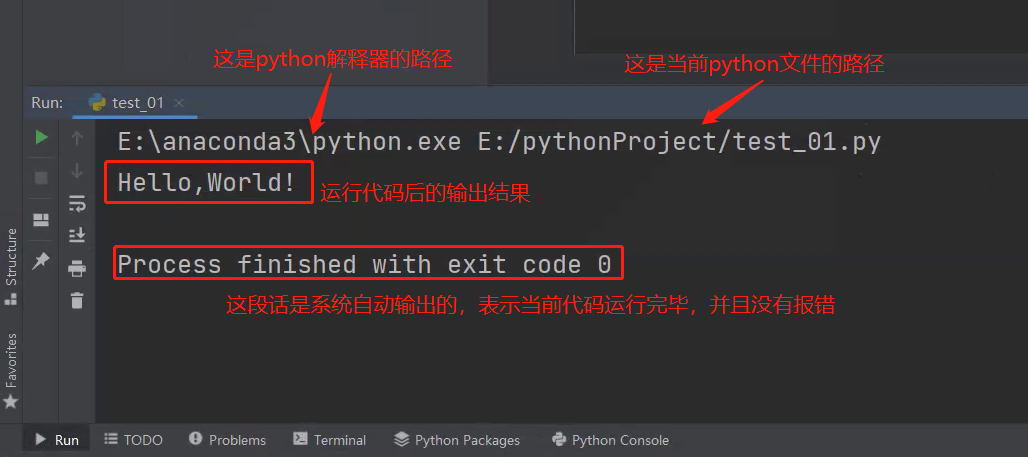 这是python解释器的路径
这是当前python文件的路径
Run: test_01
E:\anaconda3\python.exe E:/pythonProject/test_01.py
Hello,World!
运行代码后的输出结果
Process finished with exit code 0
这段话是系统自动输出的，表示当前代码运行完毕，并且没有报错
Structure
Favorites
Run TODO Problems Terminal Python Packages Python Console